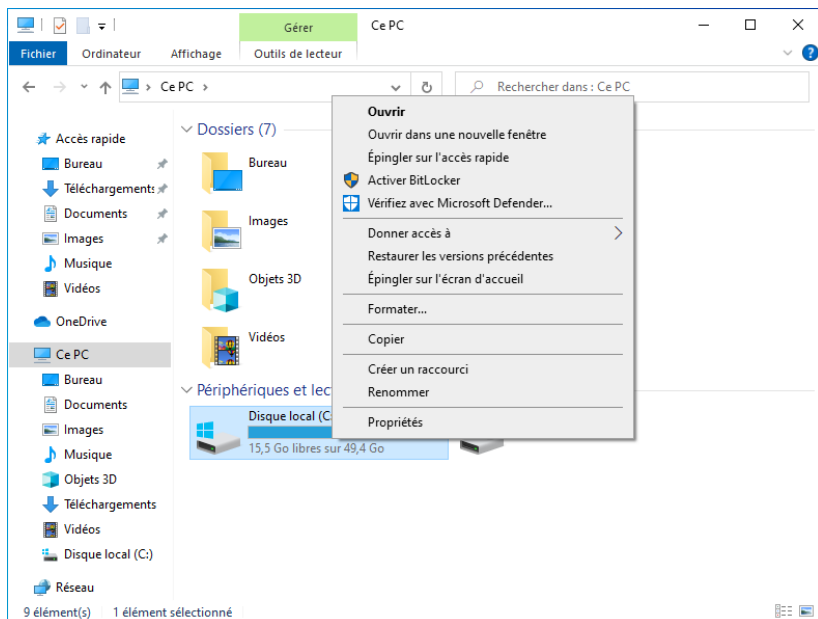 Gérer
Ce PC
Fichier
Ordinateur
Affichage
Outils de lecteur
?
Ce PC
Rechercher dans : Ce PC
Accès rapide
Bureau
Téléchargements
Documents
Images
Musique
Vidéos
OneDrive
Ce PC
Bureau
Documents
Images
Musique
Objets 3D
Téléchargements
Vidéos
Disque local (C:)
Réseau
Dossiers (7)
Bureau
Images
Objets 3D
Vidéos
Périphériques et lec
Disque local (C:
15,5 Go libres sur 49,4 Go
Ouvrir
Ouvrir dans une nouvelle fenêtre
Épingler sur l'accès rapide
Activer BitLocker
Vérifiez avec Microsoft Defender...
Donner accès à
Restaurer les versions précédentes
Épingler sur l'écran d'accueil
Formater...
Copier
Créer un raccourci
Renommer
Propriétés
9 élément(s)
1 élément sélectionné